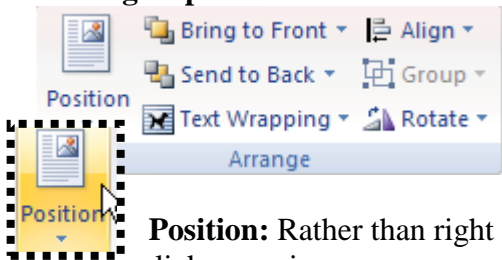 Bring to Front Align
Send to Back Group
Position
Text Wrapping Rotate
Arrange
Position
Position: Rather than right